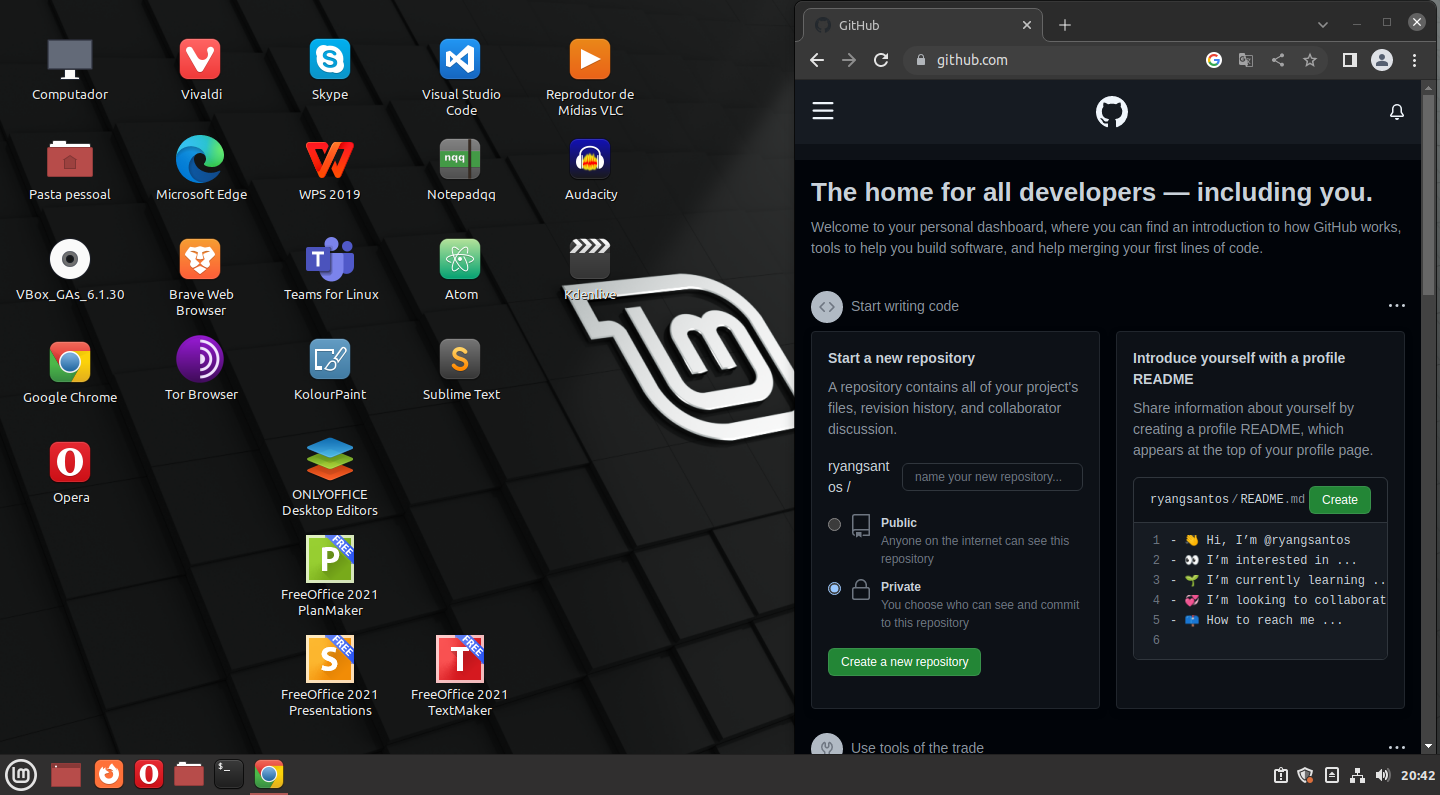 Computador
Vivaldi
Skype
Visual Studio
Code
Reprodutor de
Mídias VLC
Pasta pessoal
Microsoft Edge
WPS 2019
nqq
Notepadqq
Audacity
VBox_GAs_6.1.30
Brave Web
Browser
T
Teams for Linux
Atom
Kdenlive
Google Chrome
Tor Browser
KolourPaint
S
Sublime Text
Opera
ONLYOFFICE
Desktop Editors
P
FREE
FreeOffice 2021
PlanMaker
S
FREE
FreeOffice 2021
Presentations
T
FREE
FreeOffice 2021
TextMaker
GitHub
github.com
The home for all developers — including you.
Welcome to your personal dashboard, where you can find an introduction to how GitHub works,
tools to help you build software, and help merging your first lines of code.
Start writing code
Start a new repository
A repository contains all of your project's
files, revision history, and collaborator
discussion.
ryangsant
os /
name your new repository...
Public
Anyone on the internet can see this
repository
Private
You choose who can see and commit
to this repository
Create a new repository
Introduce yourself with a profile
README
Share information about yourself by
creating a profile README, which
appears at the top of your profile page.
ryangsantos/README.md
Create
1 - 👋 Hi, I’m @ryangsantos
2 - 👀 I’m interested in ...
3 - 🌱 I’m currently learning ..
4 - 💞️ I’m looking to collaborat
5 - 📫 How to reach me ...
6
Use tools of the trade
$_
20:42